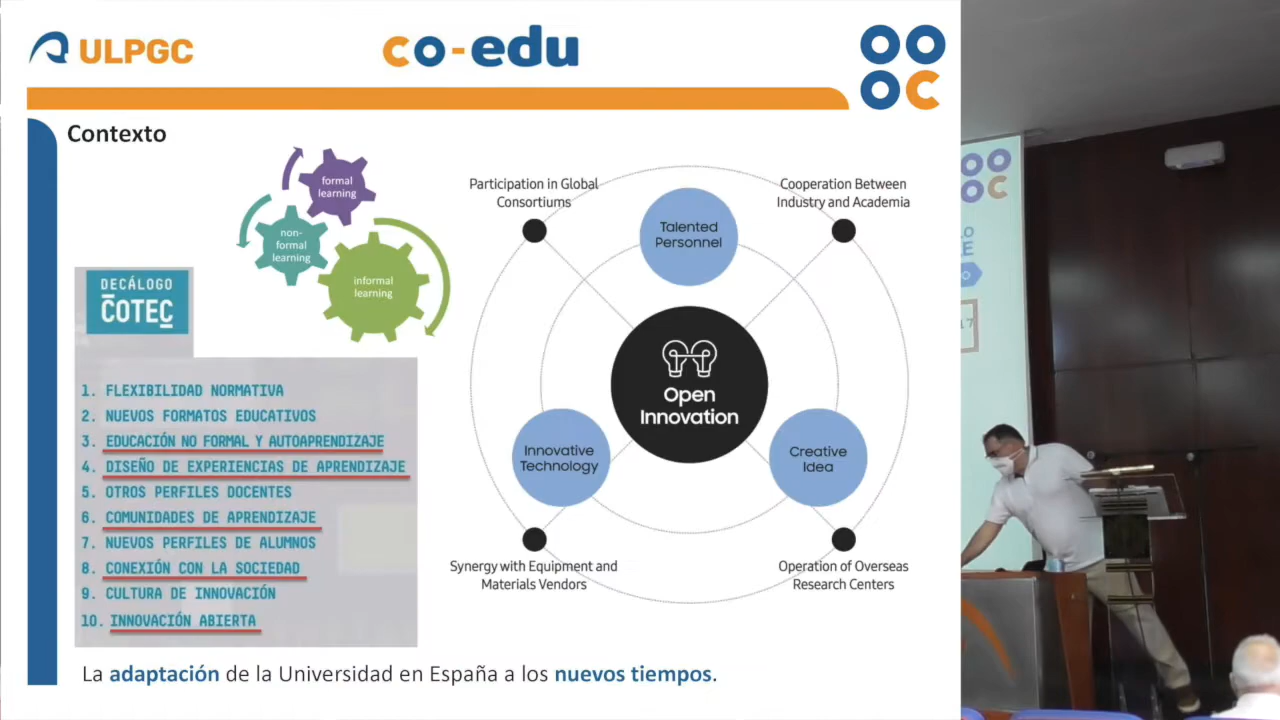 ULPGC
co-edu
Contexto
formal
learning
non-
formal
learning
informal
learning
DECÁLOGO
COTEC
1. FLEXIBILIDAD NORMATIVA
2. NUEVOS FORMATOS EDUCATIVOS
3. EDUCACIÓN NO FORMAL Y AUTOAPRENDIZAJE
4. DISEÑO DE EXPERIENCIAS DE APRENDIZAJE
5. OTROS PERFILES DOCENTES
6. COMUNIDADES DE APRENDIZAJE
7. NUEVOS PERFILES DE ALUMNOS
8. CONEXIÓN CON LA SOCIEDAD
9. CULTURA DE INNOVACIÓN
10. INNOVACIÓN ABIERTA
Participation in Global
Consortiums
Cooperation Between
Industry and Academia
Talented
Personnel
Open
Innovation
Innovative
Technology
Creative
Idea
Synergy with Equipment and
Materials Vendors
Operation of Overseas
Research Centers
La adaptación de la Universidad en España a los nuevos tiempos.
17